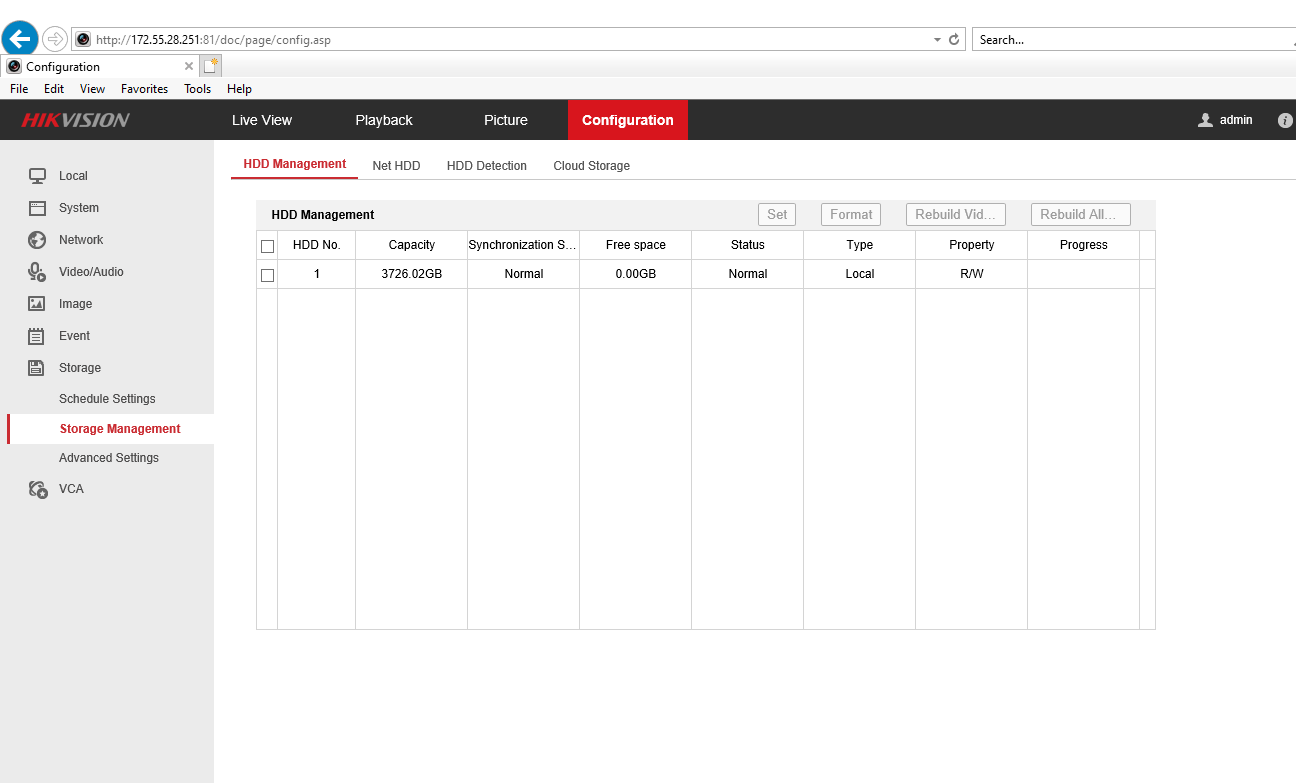 http://172.55.28.251:81/doc/page/config.asp
Search...
Configuration
File Edit View Favorites Tools Help
HIKVISION Live View Playback Picture Configuration admin i
HDD Management Net HDD HDD Detection Cloud Storage
Local
System
Network
Video/Audio
Image
Event
Storage
Schedule Settings
Storage Management
Advanced Settings
VCA
HDD Management Set Format Rebuild Vid... Rebuild All...
HDD No. Capacity Synchronization S... Free space Status Type Property Progress
1 3726.02GB Normal 0.00GB Normal Local R/W